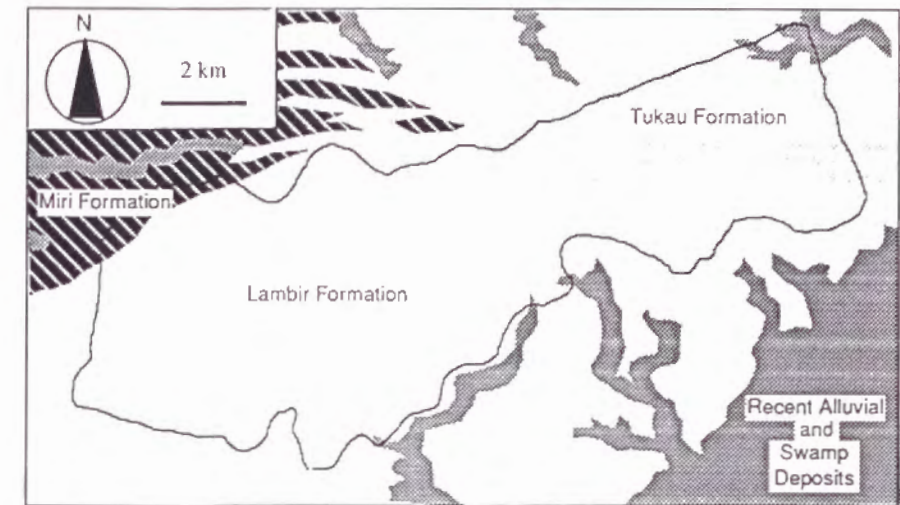 N
2 km
Tukau Formation
Miri Formation
Lambir Formation
Recent Alluvial
and
Swamp
Deposits